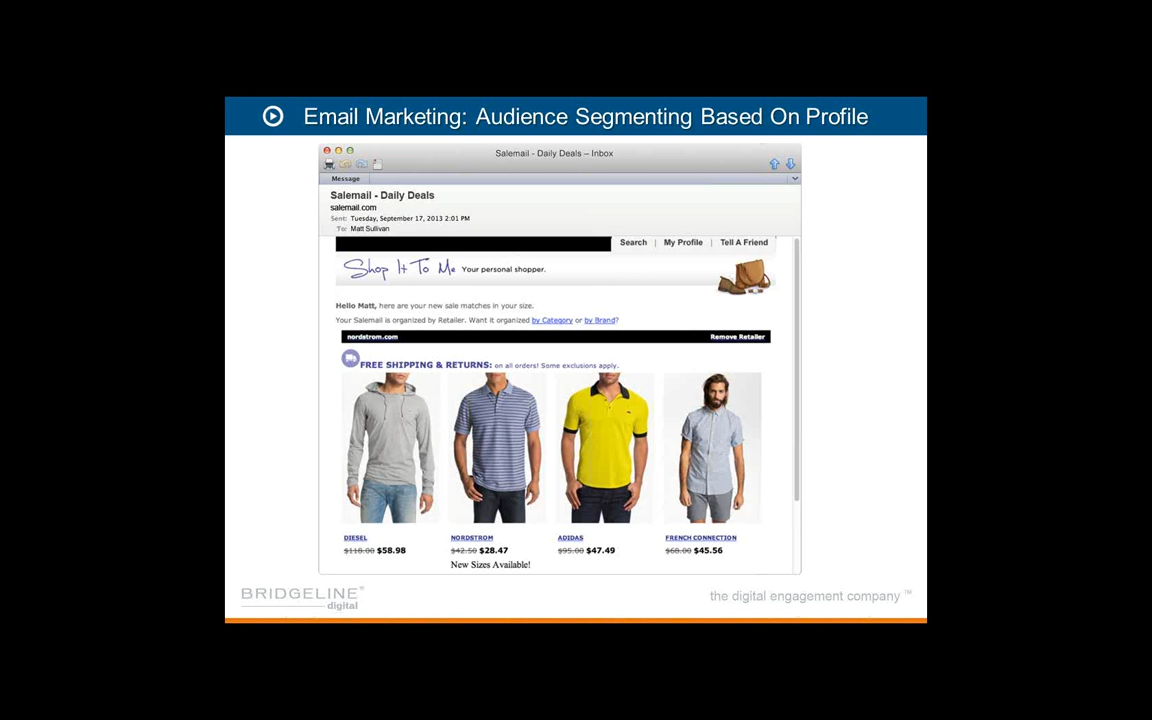 Email Marketing: Audience Segmenting Based On Profile
Salemail - Daily Deals – Inbox
Message
Salemail - Daily Deals
salemail.com
Sent: Tuesday, September 17, 2013 2:01 PM
To: Matt Sullivan
Search | My Profile | Tell A Friend
Shop It To Me Your personal shopper.
Hello Matt, here are your new sale matches in your size.
Your Salemail is organized by Retailer. Want it organized by Category or by Brand?
nordstrom.com Remove Retailer
FREE SHIPPING & RETURNS: on all orders! Some exclusions apply.
DIESEL NORDSTROM ADIDAS FRENCH CONNECTION
$118.00 $58.98 $42.50 $28.47 $95.00 $47.49 $68.00 $45.56
New Sizes Available!
BRIDGELINE®
digital
the digital engagement company ™